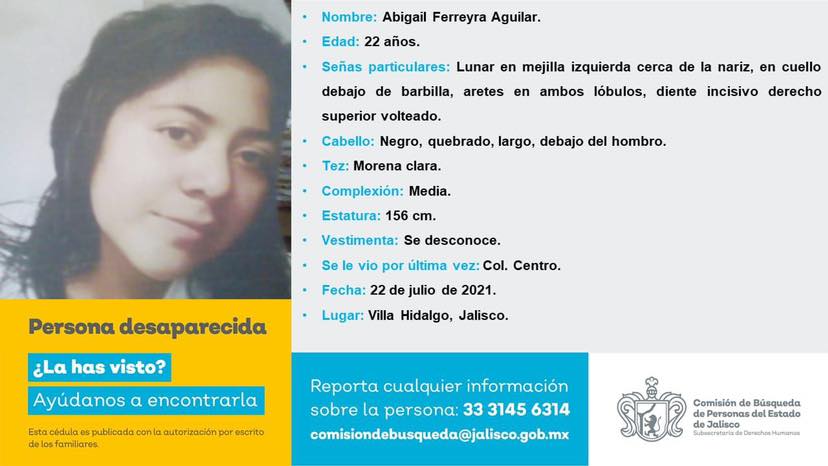 Nombre: Abigail Ferreyra Aguilar.
Edad: 22 años.
Señas particulares: Lunar en mejilla izquierda cerca de la nariz, en cuello
debajo de barbilla, aretes en ambos lóbulos, diente incisivo derecho
superior volteado.
Cabello: Negro, quebrado, largo, debajo del hombro.
Tez: Morena clara.
Complexión: Media.
Estatura: 156 cm.
Vestimenta: Se desconoce.
Se le vio por última vez: Col. Centro.
Fecha: 22 de julio de 2021.
Lugar: Villa Hidalgo, Jalisco.
Persona desaparecida
¿La has visto?
Ayúdanos a encontrarla
Esta cédula es publicada con la autorización por escrito
de los familiares.
Reporta cualquier información
sobre la persona: 33 3145 6314
comisiondebusqueda@jalisco.gob.mx
Comisión de Búsqueda
de Personas del Estado
de Jalisco
Subsecretaría de Derechos Humanos